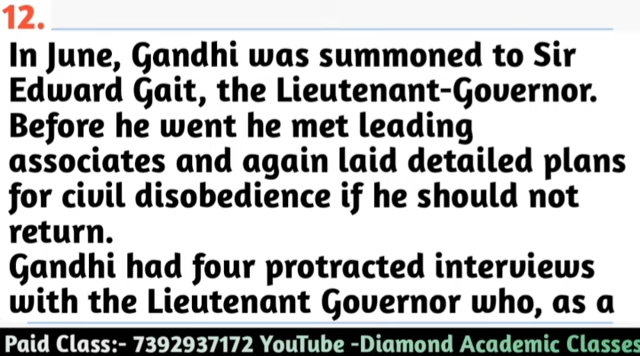 12.
In June, Gandhi was summoned to Sir
Edward Gait, the Lieutenant-Governor.
Before he went he met leading
associates and again laid detailed plans
for civil disobedience if he should not
return.
Gandhi had four protracted interviews
with the Lieutenant Governor who, as a
Paid Class:- 7392937172 YouTube -Diamond Academic Classes